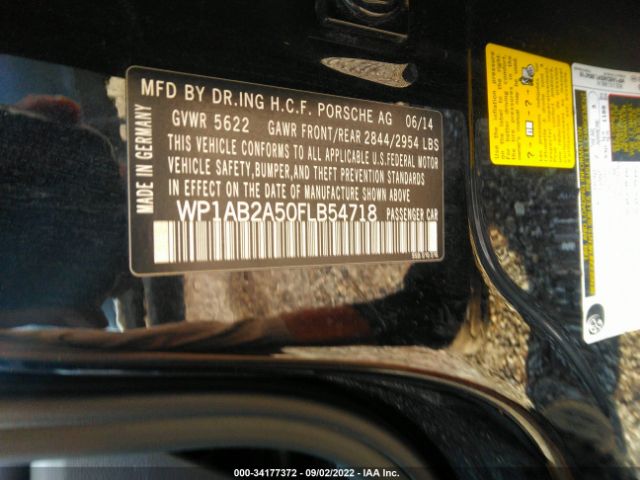 MFD BY DR.ING H.C.F. PORSCHE AG 06/14
GVWR 5622 GAWR FRONT/REAR 2844/2954 LBS
THIS VEHICLE CONFORMS TO ALL APPLICABLE U.S.FEDERAL MOTOR
VEHICLE SAFETY,BUMPER,AND THEFT PREVENTION STANDARDS
IN EFFECT ON THE DATE OF MANUFACTURE SHOWN ABOVE.
WP1AB2A50FLB54718 PASSENGER CAR
MADE IN GERMANY
000-34177372 - 09/02/2022 - IAA Inc.